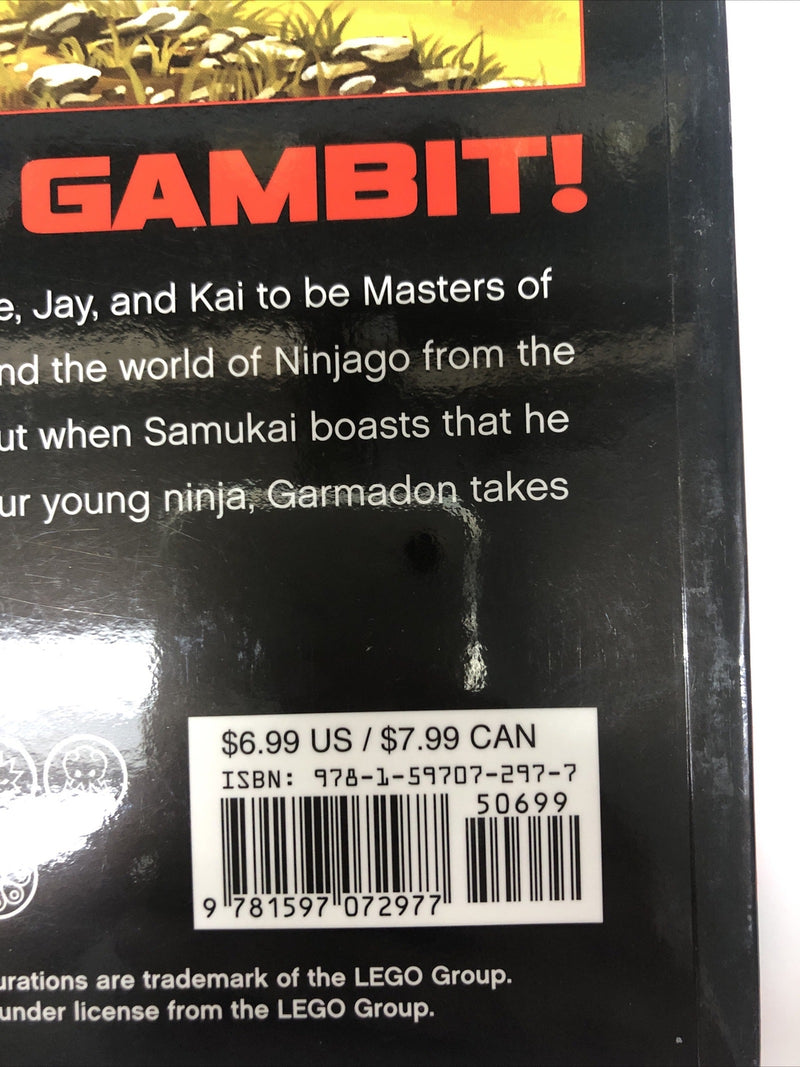 GAMBIT!
e, Jay, and Kai to be Masters of
nd the world of Ninjago from the
ut when Samukai boasts that he
ur young ninja, Garmadon takes
$6.99 US / $7.99 CAN
ISBN: 978-1-59707-297-7
50699
9 781597 072977
urations are trademark of the LEGO Group.
under license from the LEGO Group.